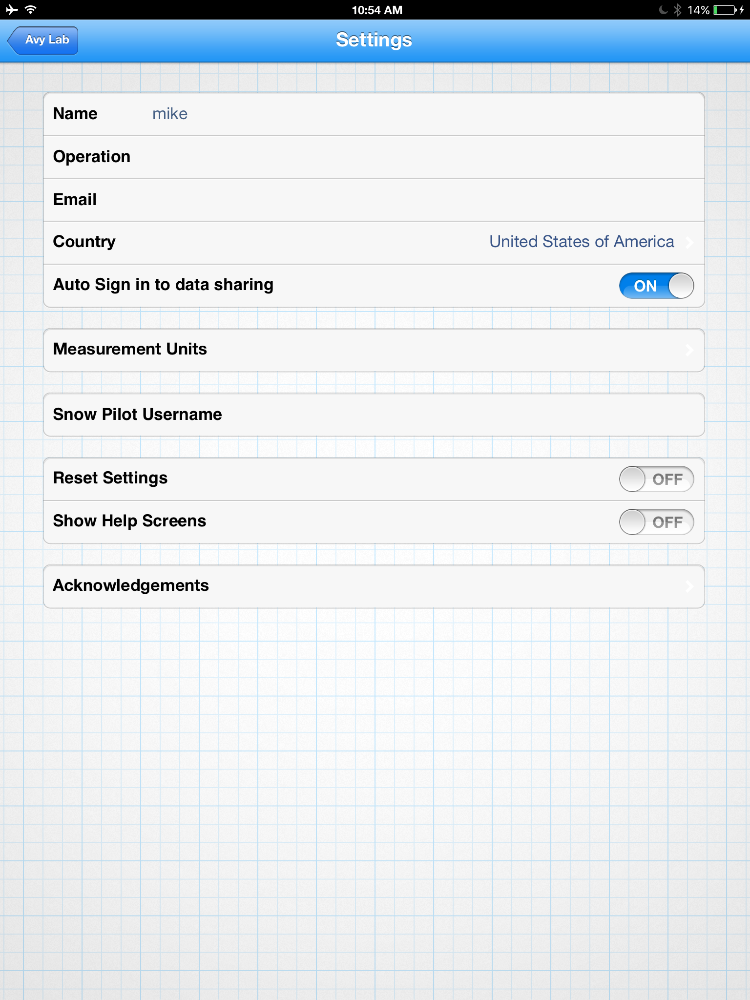 10:54 AM
14%
Avy Lab
Settings
Name mike
Operation
Email
Country United States of America
Auto Sign in to data sharing ON
Measurement Units
Snow Pilot Username
Reset Settings OFF
Show Help Screens OFF
Acknowledgements